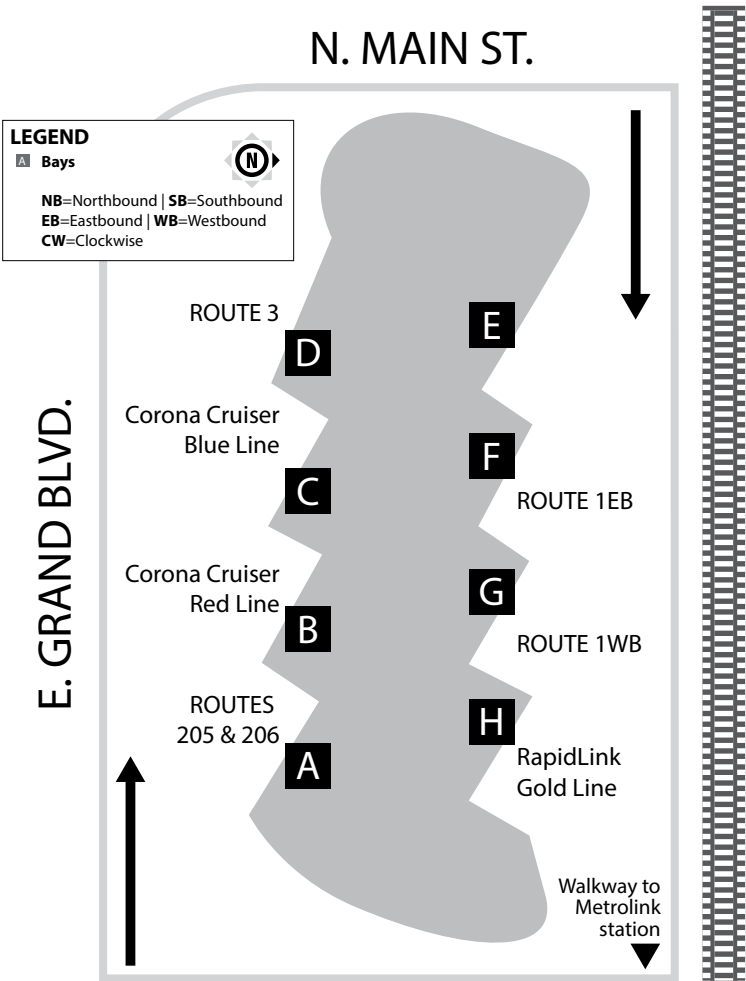 N. MAIN ST.
LEGEND
A Bays
N
NB=Northbound | SB=Southbound
EB=Eastbound | WB=Westbound
CW=Clockwise
E. GRAND BLVD.
ROUTE 3
D
Corona Cruiser
Blue Line
C
Corona Cruiser
Red Line
B
ROUTES
205 & 206
A
E
F
ROUTE 1EB
G
ROUTE 1WB
H
RapidLink
Gold Line
Walkway to
Metrolink
station